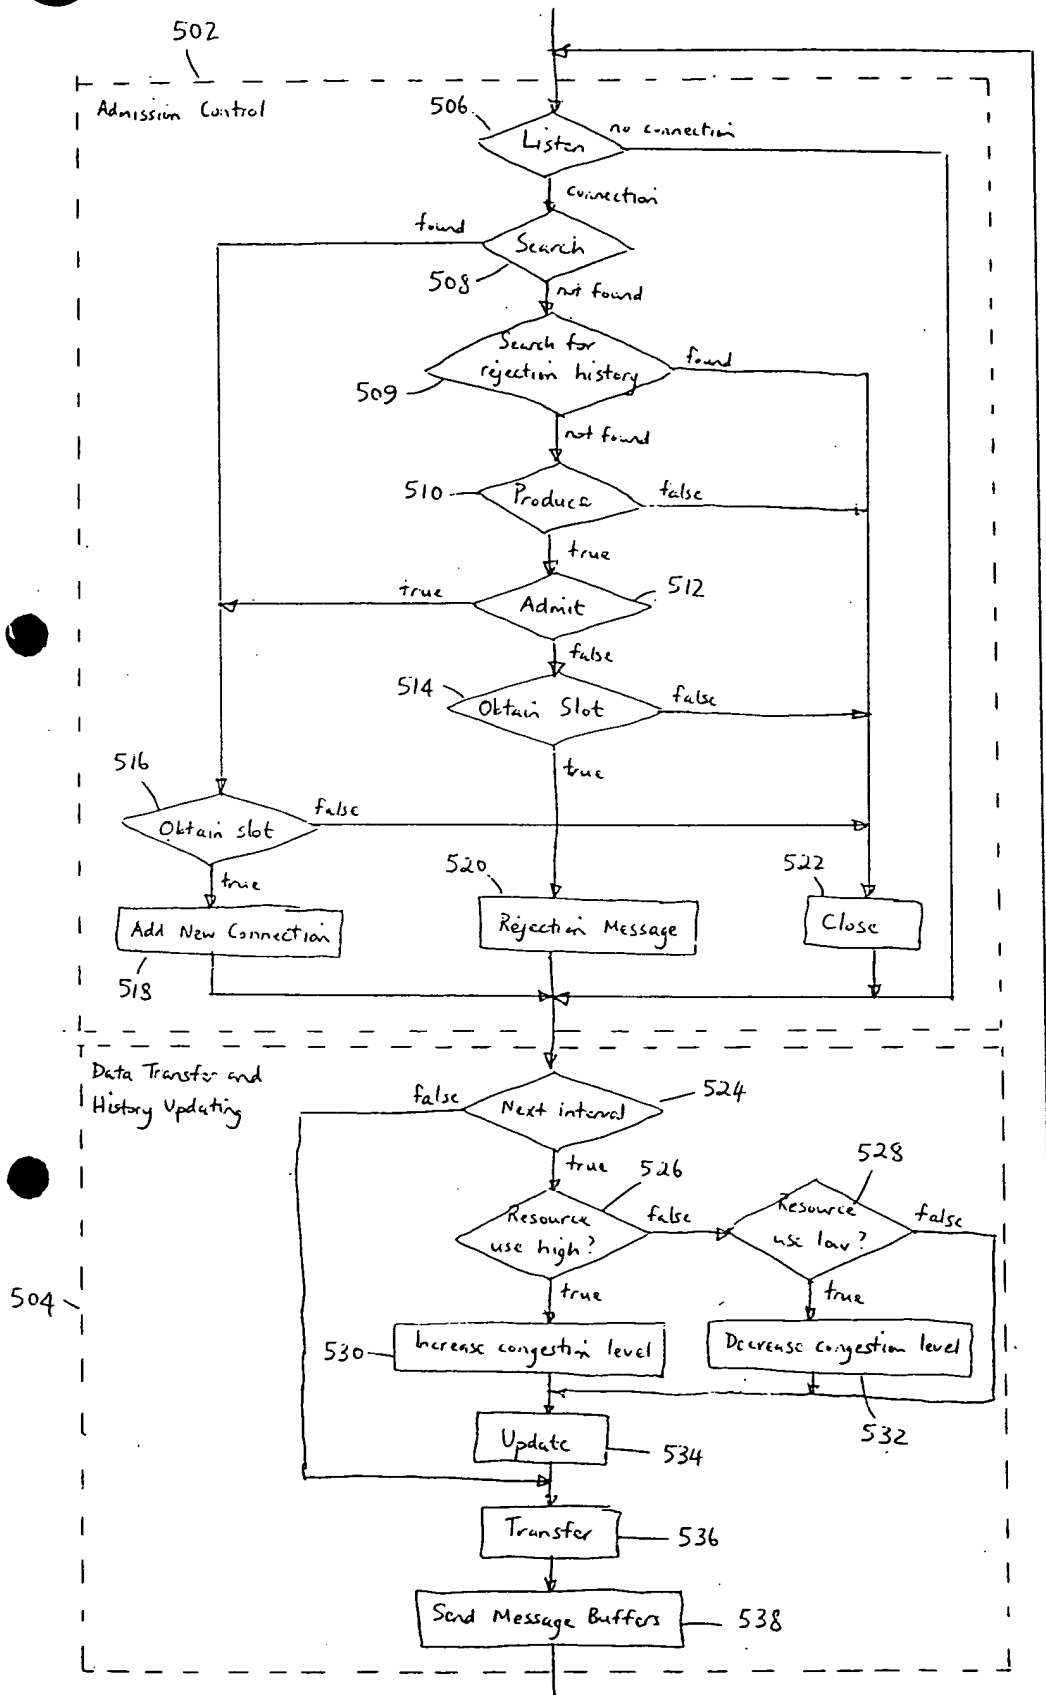 502
Admission Control
506
Listen
no connection
connection
found
Search
508
not found
Search for
rejection history
found
509
not found
510
Produce
false
true
true
Admit
512
false
514
Obtain Slot
false
true
516
Obtain slot
false
true
520
522
Add New Connection
Rejection Message
Close
518
Data Transfer and
History Updating
false
Next interval
524
true
526
528
Resource
use high?
false
Resource
use low?
false
504
true
true
530
Increase congestion level
Decrease congestion level
532
Update
534
Transfer
536
Send Message Buffers
538